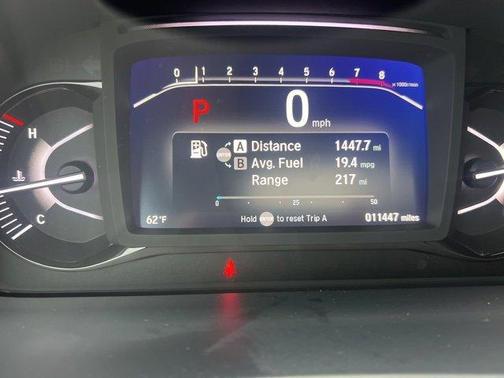 0 1 2 3 4 5 6 7 8 x1000r/min
P 0 mph
H
A Distance 1447.7 mi
B Avg. Fuel 19.4 mpg
Range 217 mi
0 25 50
C
62°F Hold ENTER to reset Trip A 011447 miles